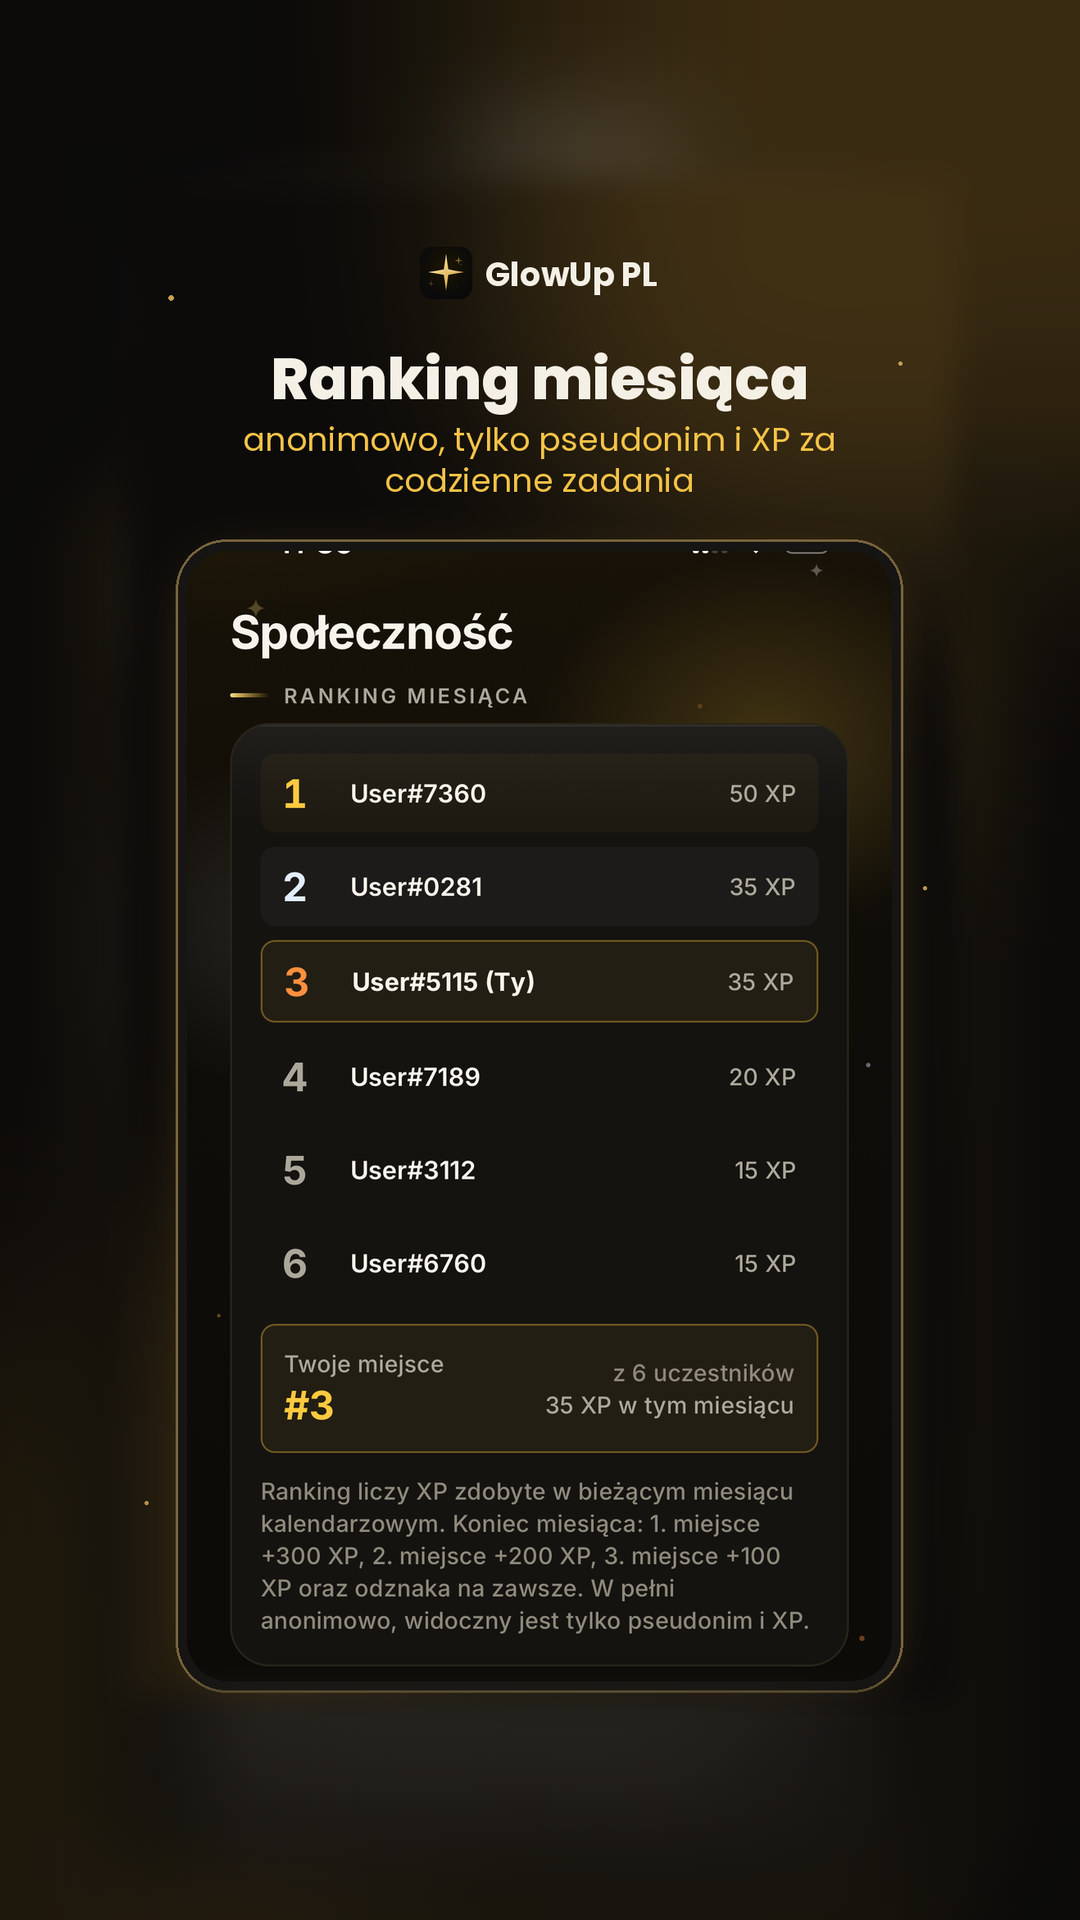 GlowUp PL
Ranking miesiąca
anonimowo, tylko pseudonim i XP za
codzienne zadania
Społeczność
RANKING MIESIĄCA
1 User#7360 50 XP
2 User#0281 35 XP
3 User#5115 (Ty) 35 XP
4 User#7189 20 XP
5 User#3112 15 XP
6 User#6760 15 XP
Twoje miejsce
#3
z 6 uczestników
35 XP w tym miesiącu
Ranking liczy XP zdobyte w bieżącym miesiącu
kalendarzowym. Koniec miesiąca: 1. miejsce
+300 XP, 2. miejsce +200 XP, 3. miejsce +100
XP oraz odznaka na zawsze. W pełni
anonimowo, widoczny jest tylko pseudonim i XP.